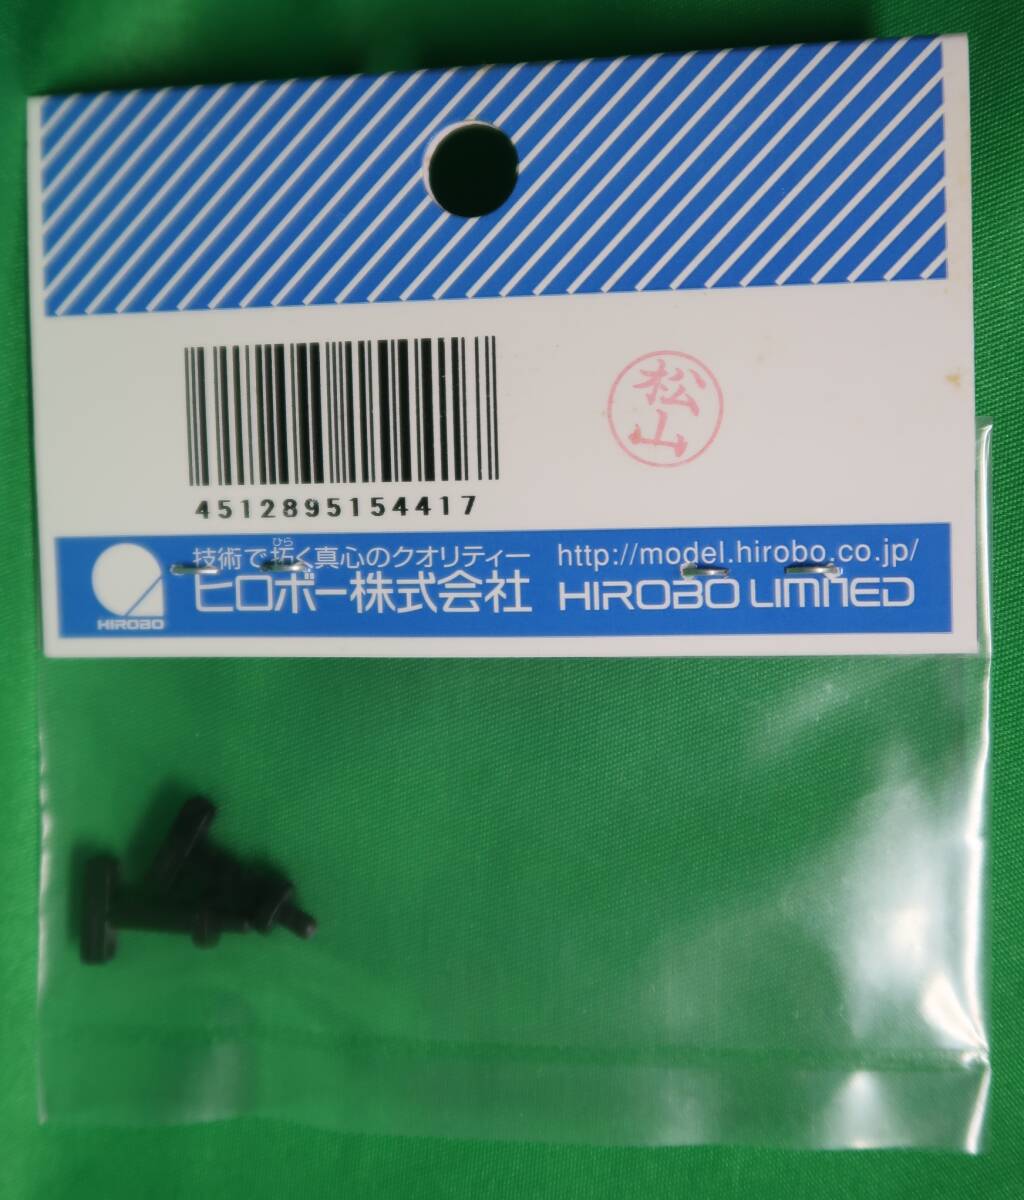 松山
4512895154417
技術で拓く真心のクオリティー
ひら
http://model.hirobo.co.jp/
ヒロボー株式会社
HIROBO LIMITED
HIROBO